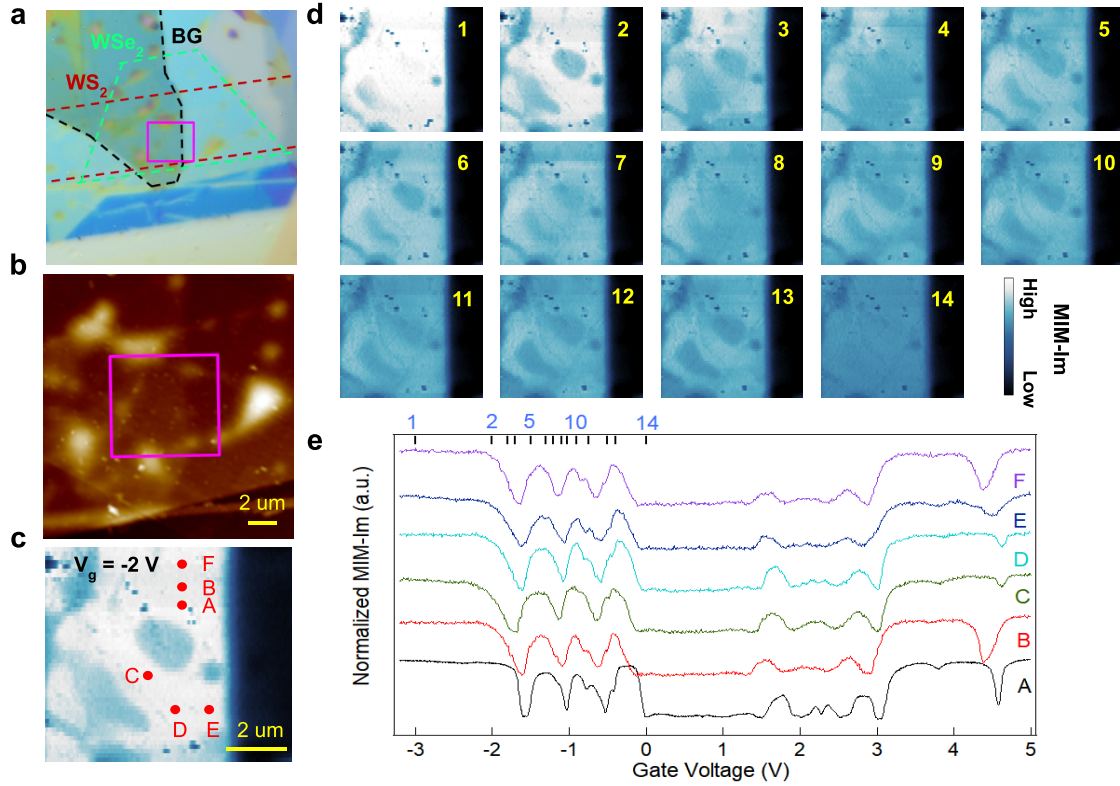 a
WSe₂
BG
WS₂
b
2 um
c
V_g = -2 V
F
B
A
C
D
E
2 um
d
1
2
3
4
5
6
7
8
9
10
11
12
13
14
High
Low
MIM-Im
e
1
2
5
10
14
Normalized MIM-Im (a.u.)
F
E
D
C
B
A
-3
-2
-1
0
1
2
3
4
5
Gate Voltage (V)